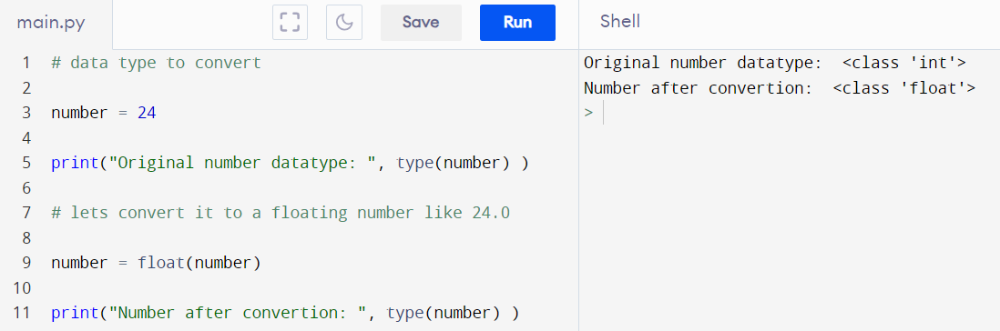 main.py Save Run Shell
1 # data type to convert
2
3 number = 24
4
5 print("Original number datatype: ", type(number) )
6
7 # lets convert it to a floating number like 24.0
8
9 number = float(number)
10
11 print("Number after convertion: ", type(number) )
Original number datatype:  <class 'int'>
Number after convertion:  <class 'float'>
>